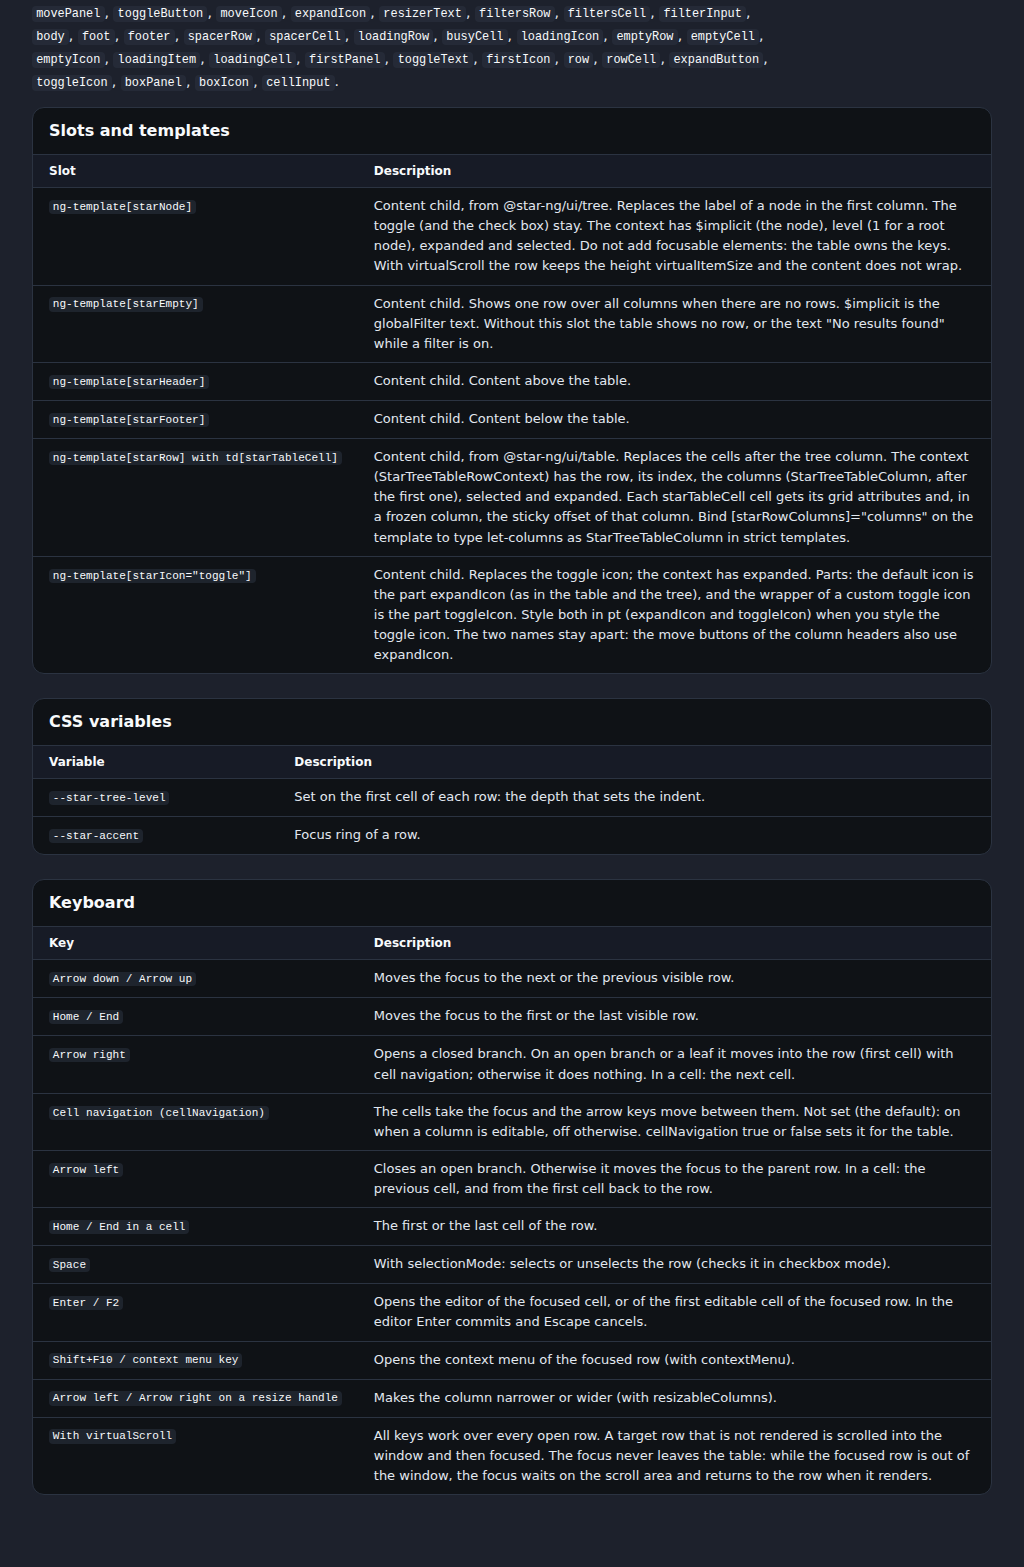 movePanel, toggleButton, moveIcon, expandIcon, resizerText, filtersRow, filtersCell, filterInput,
body, foot, footer, spacerRow, spacerCell, loadingRow, busyCell, loadingIcon, emptyRow, emptyCell,
emptyIcon, loadingItem, loadingCell, firstPanel, toggleText, firstIcon, row, rowCell, expandButton,
toggleIcon, boxPanel, boxIcon, cellInput.
Slots and templates
Slot Description
ng-template[starNode] Content child, from @star-ng/ui/tree. Replaces the label of a node in the first column. The
toggle (and the check box) stay. The context has $implicit (the node), level (1 for a root
node), expanded and selected. Do not add focusable elements: the table owns the keys.
With virtualScroll the row keeps the height virtualItemSize and the content does not wrap.
ng-template[starEmpty] Content child. Shows one row over all columns when there are no rows. $implicit is the
globalFilter text. Without this slot the table shows no row, or the text "No results found"
while a filter is on.
ng-template[starHeader] Content child. Content above the table.
ng-template[starFooter] Content child. Content below the table.
ng-template[starRow] with td[starTableCell] Content child, from @star-ng/ui/table. Replaces the cells after the tree column. The context
(StarTreeTableRowContext) has the row, its index, the columns (StarTreeTableColumn, after
the first one), selected and expanded. Each starTableCell cell gets its grid attributes and, in
a frozen column, the sticky offset of that column. Bind [starRowColumns]="columns" on the
template to type let-columns as StarTreeTableColumn in strict templates.
ng-template[starIcon="toggle"] Content child. Replaces the toggle icon; the context has expanded. Parts: the default icon is
the part expandIcon (as in the table and the tree), and the wrapper of a custom toggle icon
is the part toggleIcon. Style both in pt (expandIcon and toggleIcon) when you style the
toggle icon. The two names stay apart: the move buttons of the column headers also use
expandIcon.
CSS variables
Variable Description
--star-tree-level Set on the first cell of each row: the depth that sets the indent.
--star-accent Focus ring of a row.
Keyboard
Key Description
Arrow down / Arrow up Moves the focus to the next or the previous visible row.
Home / End Moves the focus to the first or the last visible row.
Arrow right Opens a closed branch. On an open branch or a leaf it moves into the row (first cell) with
cell navigation; otherwise it does nothing. In a cell: the next cell.
Cell navigation (cellNavigation) The cells take the focus and the arrow keys move between them. Not set (the default): on
when a column is editable, off otherwise. cellNavigation true or false sets it for the table.
Arrow left Closes an open branch. Otherwise it moves the focus to the parent row. In a cell: the
previous cell, and from the first cell back to the row.
Home / End in a cell The first or the last cell of the row.
Space With selectionMode: selects or unselects the row (checks it in checkbox mode).
Enter / F2 Opens the editor of the focused cell, or of the first editable cell of the focused row. In the
editor Enter commits and Escape cancels.
Shift+F10 / context menu key Opens the context menu of the focused row (with contextMenu).
Arrow left / Arrow right on a resize handle Makes the column narrower or wider (with resizableColumns).
With virtualScroll All keys work over every open row. A target row that is not rendered is scrolled into the
window and then focused. The focus never leaves the table: while the focused row is out of
the window, the focus waits on the scroll area and returns to the row when it renders.